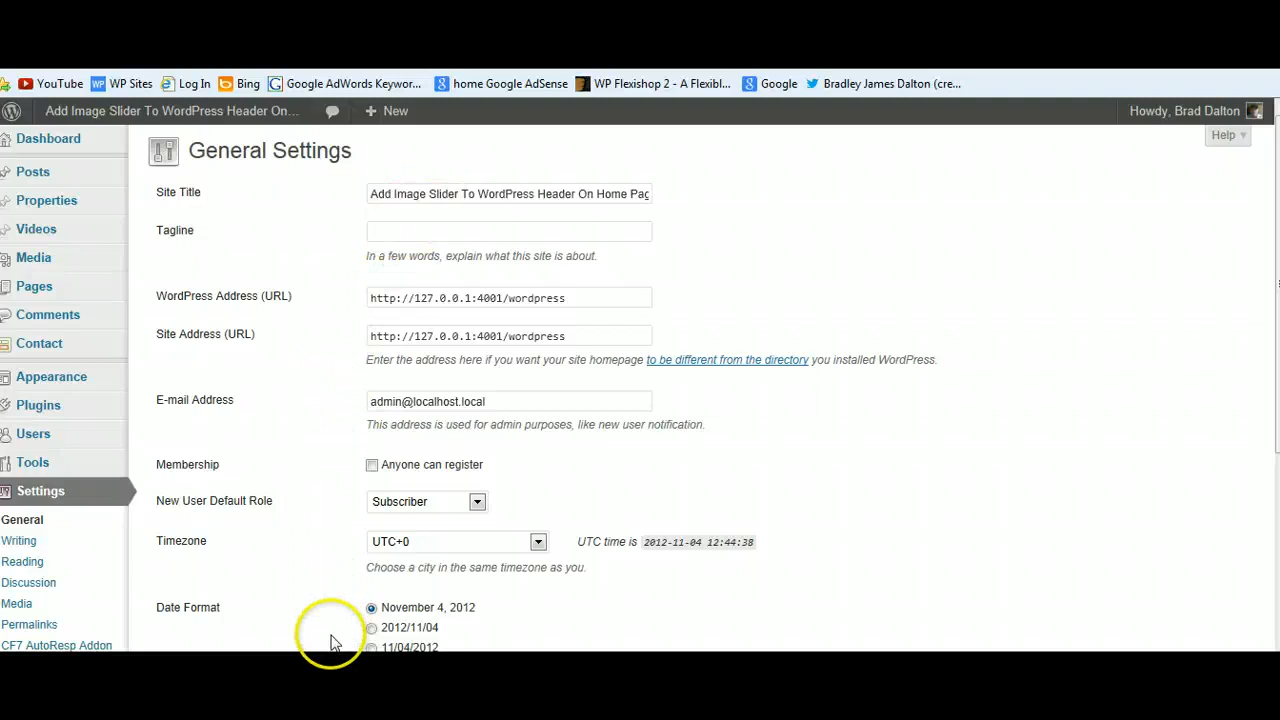 YouTube WP Sites Log In Bing Google AdWords Keywor... home Google AdSense WP Flexishop 2 - A Flexibl... Google Bradley James Dalton (cre...
Add Image Slider To WordPress Header On... New Howdy, Brad Dalton
Help
Dashboard
Posts
Properties
Videos
Media
Pages
Comments
Contact
Appearance
Plugins
Users
Tools
Settings
General
Writing
Reading
Discussion
Media
Permalinks
CF7 AutoResp Addon
General Settings
Site Title Add Image Slider To WordPress Header On Home Pag
Tagline
In a few words, explain what this site is about.
WordPress Address (URL) http://127.0.0.1:4001/wordpress
Site Address (URL) http://127.0.0.1:4001/wordpress
Enter the address here if you want your site homepage to be different from the directory you installed WordPress.
E-mail Address admin@localhost.local
This address is used for admin purposes, like new user notification.
Membership Anyone can register
New User Default Role Subscriber
Timezone UTC+0 UTC time is 2012-11-04 12:44:38
Choose a city in the same timezone as you.
Date Format November 4, 2012
2012/11/04
11/04/2012